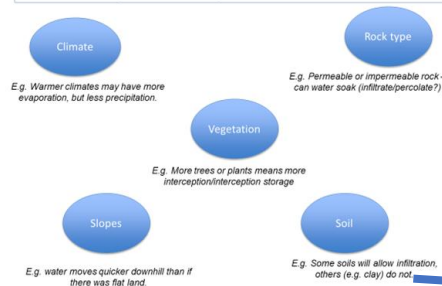 Climate
E.g. Warmer climates may have more
evaporation, but less precipitation.
Rock type
E.g. Permeable or impermeable rock -
can water soak (infiltrate/percolate?)
Vegetation
E.g. More trees or plants means more
interception/interception storage
Slopes
E.g. water moves quicker downhill than if
there was flat land.
Soil
E.g. Some soils will allow infiltration,
others (e.g. clay) do not.